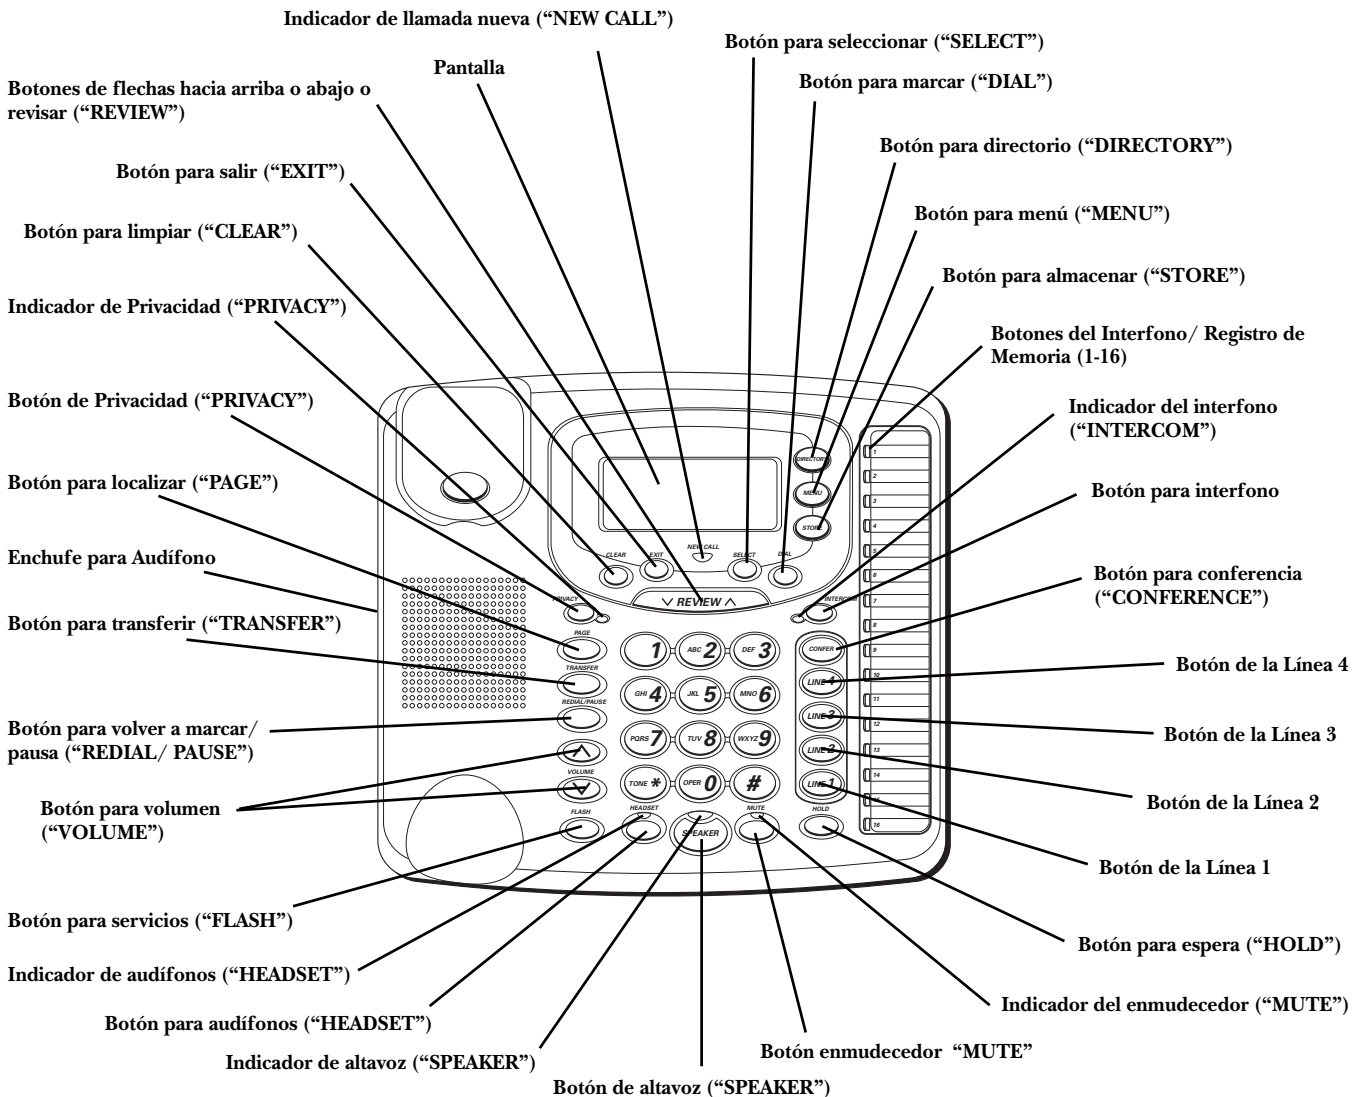 Indicador de llamada nueva (“NEW CALL”)
Botón para seleccionar (“SELECT”)
Pantalla
Botón para marcar (“DIAL”)
Botones de flechas hacia arriba o abajo o
revisar (“REVIEW”)
Botón para directorio (“DIRECTORY”)
Botón para salir (“EXIT”)
Botón para menú (“MENU”)
Botón para limpiar (“CLEAR”)
Botón para almacenar (“STORE”)
Indicador de Privacidad (“PRIVACY”)
Botones del Interfono/ Registro de
Memoria (1-16)
Botón de Privacidad (“PRIVACY”)
Indicador del interfono
(“INTERCOM”)
Botón para localizar (“PAGE”)
Botón para interfono
Enchufe para Audífono
Botón para conferencia
(“CONFERENCE”)
Botón para transferir (“TRANSFER”)
Botón de la Línea 4
Botón para volver a marcar/
pausa (“REDIAL/ PAUSE”)
Botón de la Línea 3
Botón para volumen
(“VOLUME”)
Botón de la Línea 2
Botón de la Línea 1
Botón para servicios (“FLASH”)
Botón para espera (“HOLD”)
Indicador de audífonos (“HEADSET”)
Indicador del enmudecedor (“MUTE”)
Botón para audífonos (“HEADSET”)
Botón enmudecedor “MUTE”
Indicador de altavoz (“SPEAKER”)
Botón de altavoz (“SPEAKER”)
DIRECTORY
MENU
STORE
NEW CALL
CLEAR
EXIT
SELECT
DIAL
REVIEW
PRIVACY
INTERCOM
PAGE
TRANSFER
REDIAL/PAUSE
VOLUME
FLASH
1
ABC 2
DEF 3
GHI 4
JKL 5
MNO 6
PQRS 7
TUV 8
WXYZ 9
TONE *
OPER 0
#
HEADSET
SPEAKER
MUTE
HOLD
CONFER
LINE 4
LINE 3
LINE 2
LINE 1
1
2
3
4
5
6
7
8
9
10
11
12
13
14
15
16